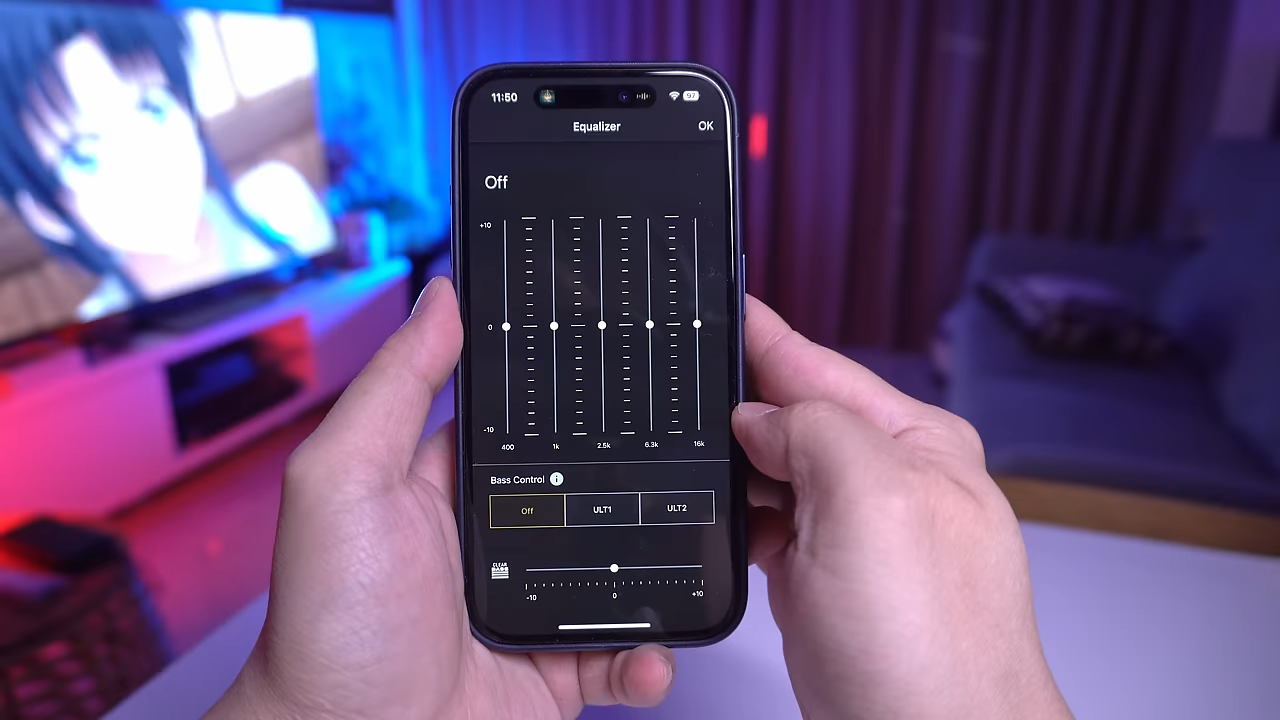 11:50 97
Equalizer OK
Off
+10
0
-10
400 1k 2.5k 6.3k 16k
Bass Control i
Off ULT1 ULT2
CLEAR
BASS
-10 0 +10